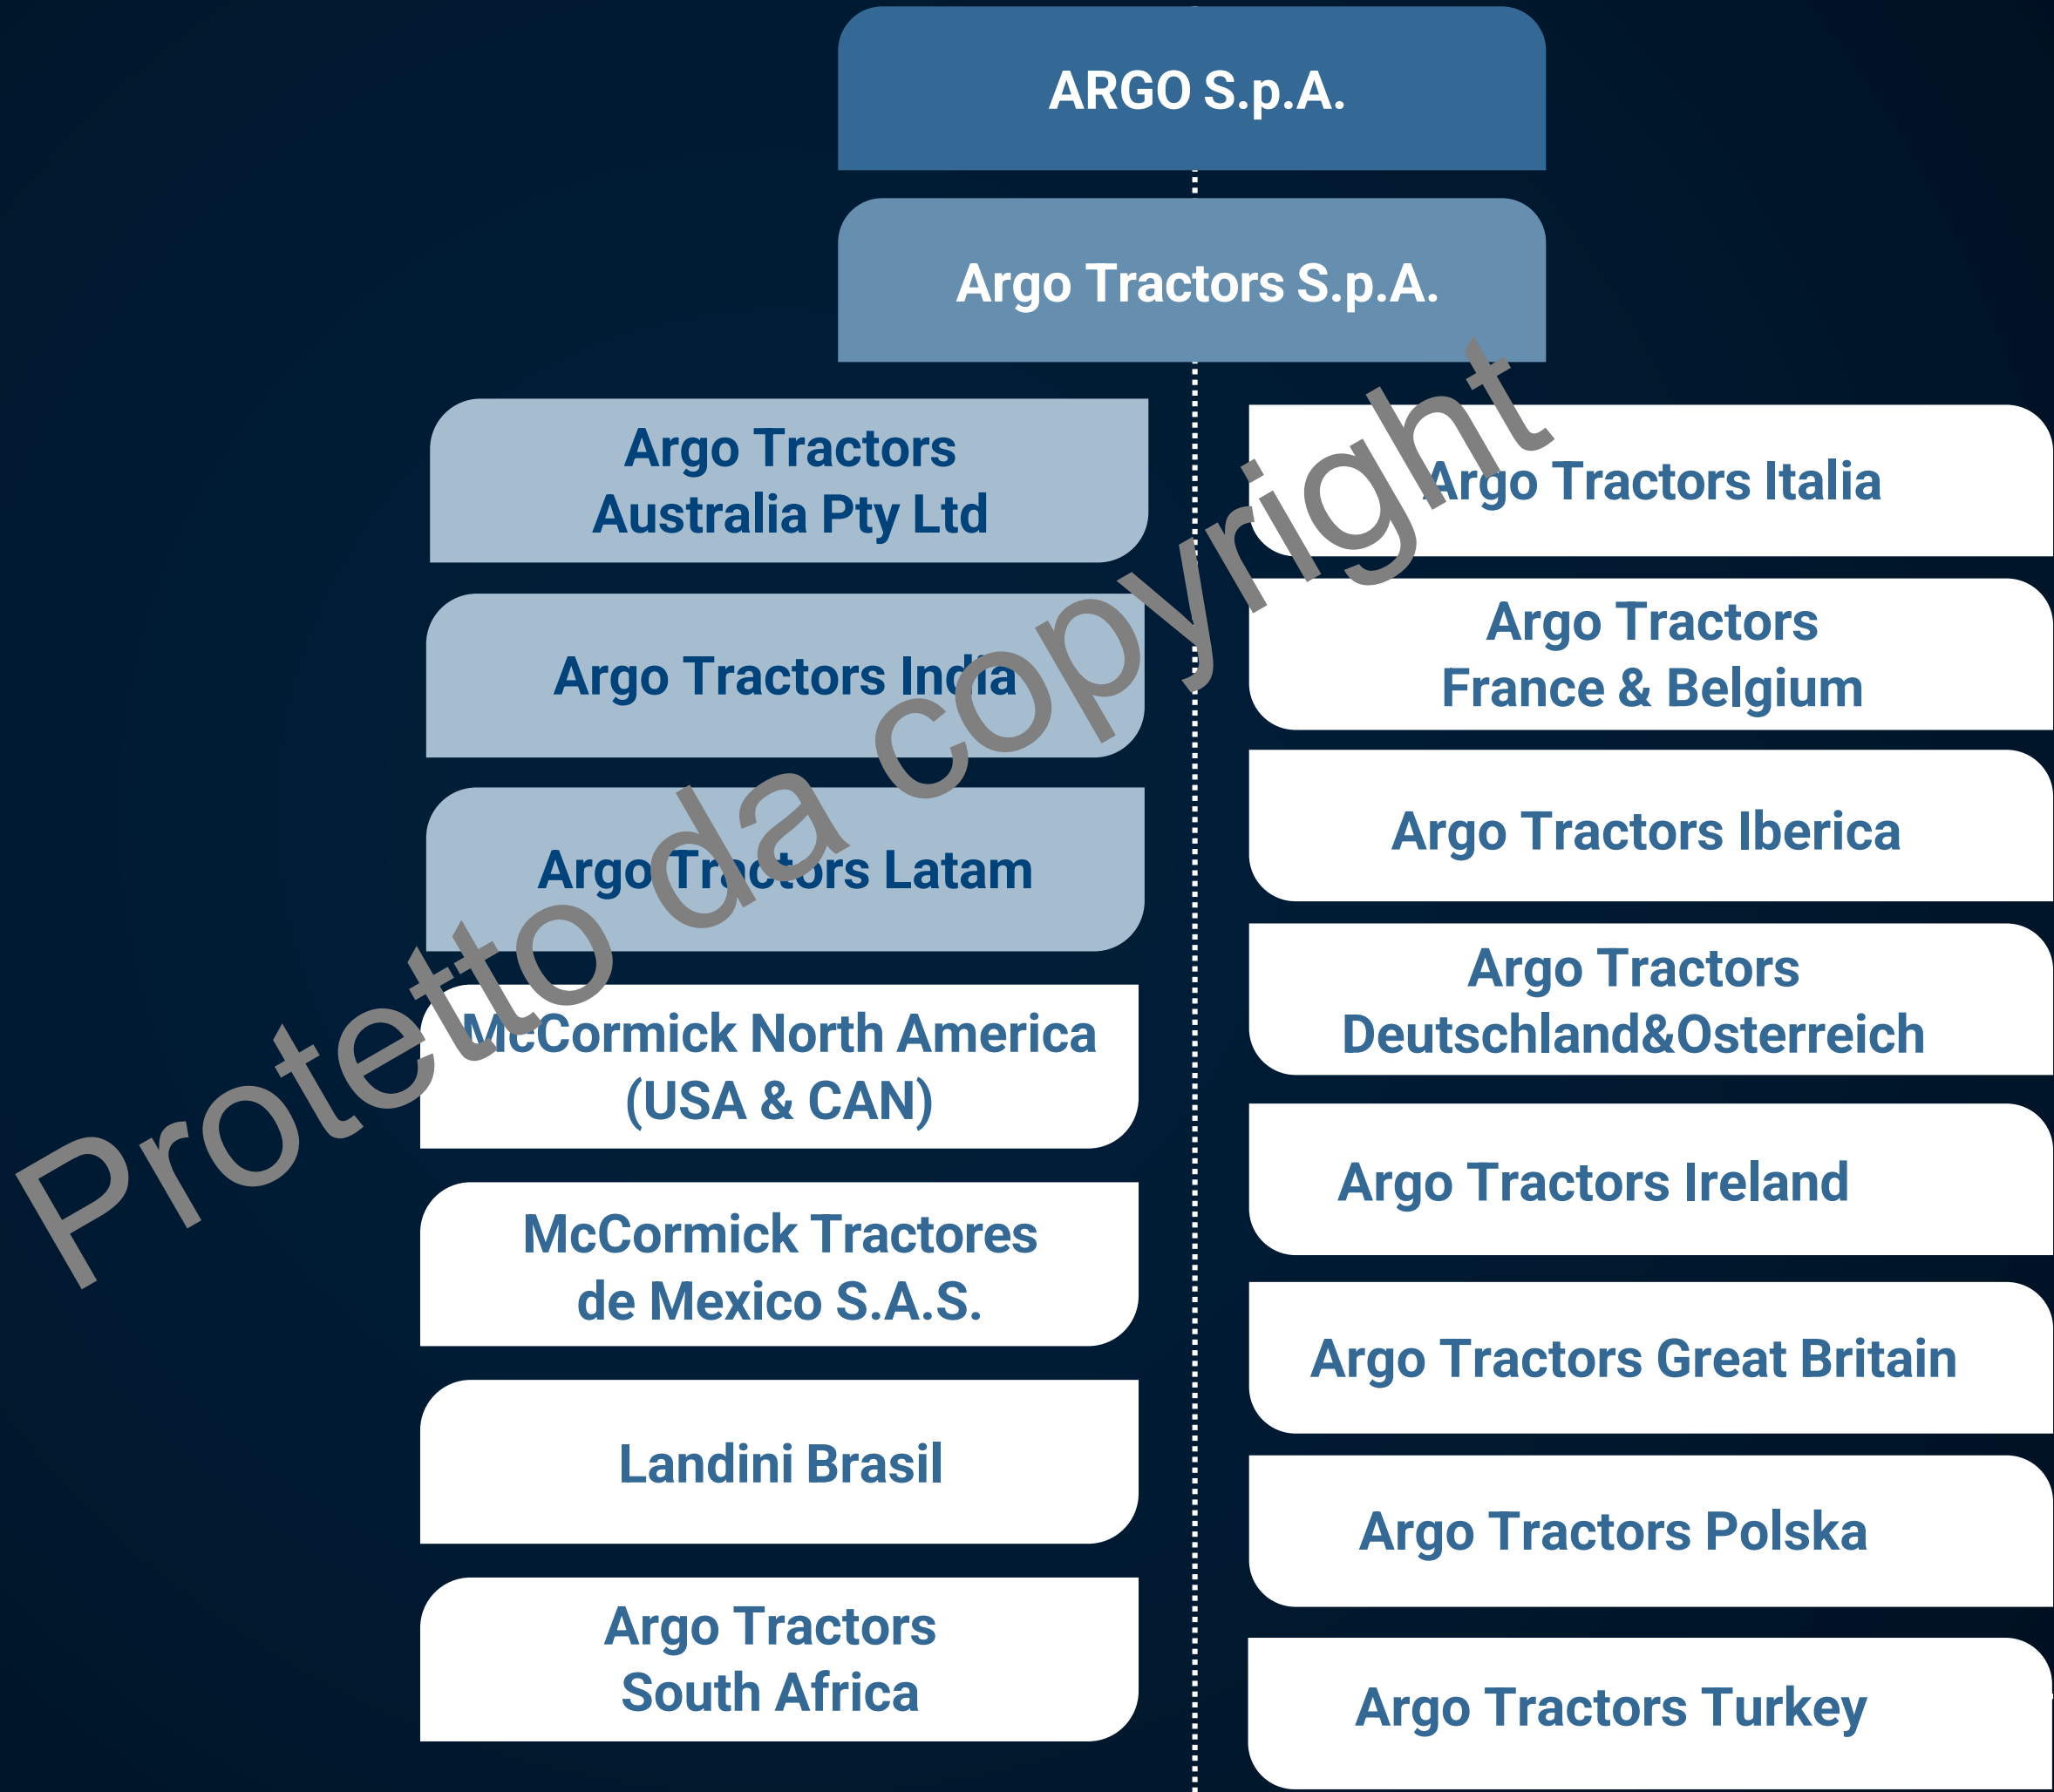 ARGO S.p.A.
Argo Tractors S.p.A.
Argo Tractors
Australia Pty Ltd
Argo Tractors India
Argo Tractors Latam
McCormick North America
(USA & CAN)
McCormick Tractores
de Mexico S.A.S.
Landini Brasil
Argo Tractors
South Africa
Argo Tractors Italia
Argo Tractors
France & Belgium
Argo Tractors Iberica
Argo Tractors
Deutschland&Osterreich
Argo Tractors Ireland
Argo Tractors Great Britain
Argo Tractors Polska
Argo Tractors Turkey
Protetto da copyright